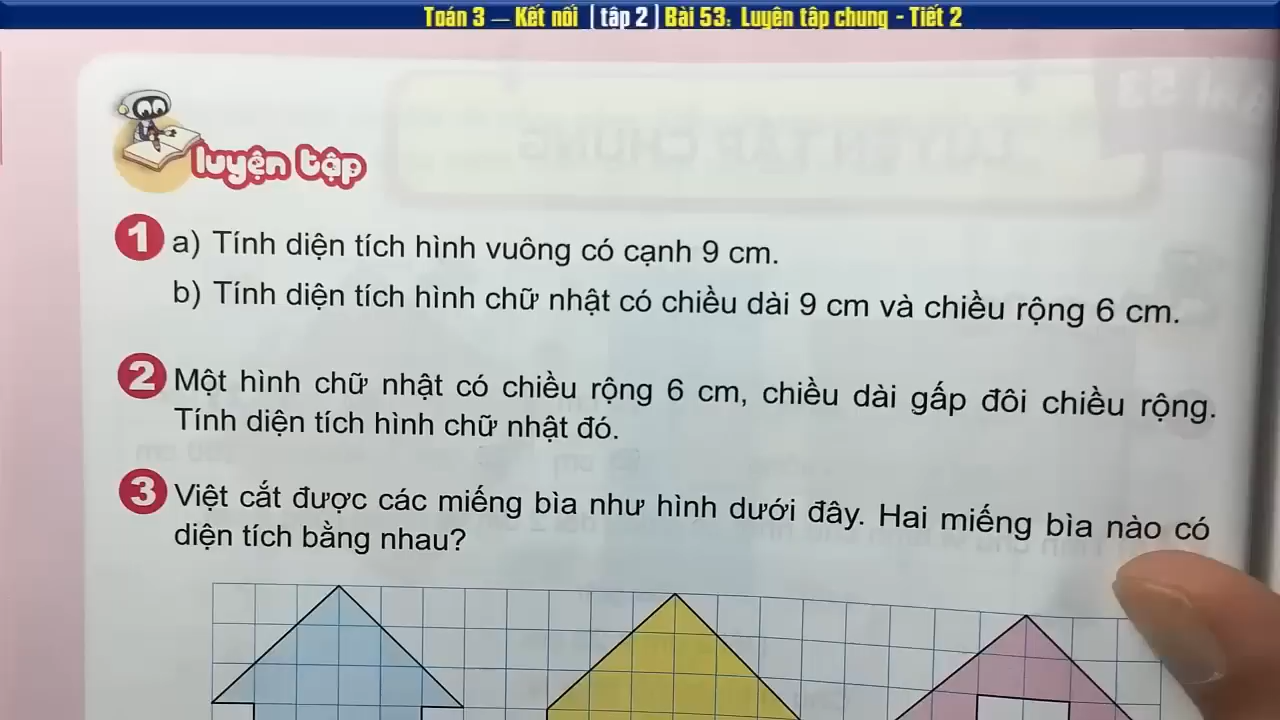 Toán 3 – Kết nối [ tập 2 ] Bài 53: Luyện tập chung - Tiết 2
luyện tập
1 a) Tính diện tích hình vuông có cạnh 9 cm.
b) Tính diện tích hình chữ nhật có chiều dài 9 cm và chiều rộng 6 cm.
2 Một hình chữ nhật có chiều rộng 6 cm, chiều dài gấp đôi chiều rộng.
Tính diện tích hình chữ nhật đó.
3 Việt cắt được các miếng bìa như hình dưới đây. Hai miếng bìa nào có
diện tích bằng nhau?